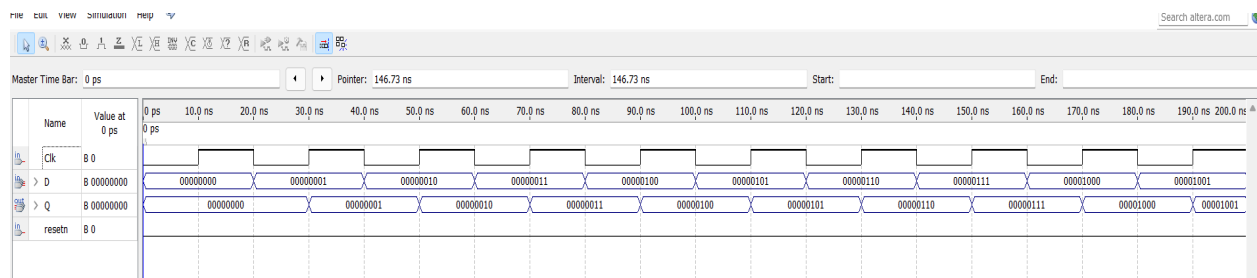 File Edit View Simulation Help
Search altera.com
Master Time Bar: 0 ps Pointer: 146.73 ns Interval: 146.73 ns Start: End:
Name Value at 0 ps
0 ps 10.0 ns 20.0 ns 30.0 ns 40.0 ns 50.0 ns 60.0 ns 70.0 ns 80.0 ns 90.0 ns 100.0 ns 110.0 ns 120.0 ns 130.0 ns 140.0 ns 150.0 ns 160.0 ns 170.0 ns 180.0 ns 190.0 ns 200.0 ns
0 ps
Clk B 0
D B 00000000 00000000 00000001 00000010 00000011 00000100 00000101 00000110 00000111 00001000 00001001
Q B 00000000 00000000 00000001 00000010 00000011 00000100 00000101 00000110 00000111 00001000 00001001
resetn B 0